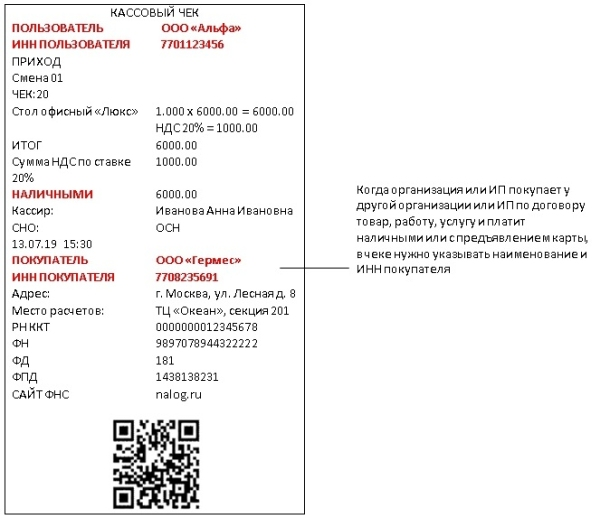 КАССОВЫЙ ЧЕК
ПОЛЬЗОВАТЕЛЬ ООО «Альфа»
ИНН ПОЛЬЗОВАТЕЛЯ 7701123456
ПРИХОД
Смена 01
ЧЕК: 20
Стол офисный «Люкс» 1.000 х 6000.00 = 6000.00
НДС 20% = 1000.00
ИТОГ 6000.00
Сумма НДС по ставке 1000.00
20%
НАЛИЧНЫМИ 6000.00
Кассир: Иванова Анна Ивановна
СНО: ОСН
13.07.19 15:30
ПОКУПАТЕЛЬ ООО «Гермес»
ИНН ПОКУПАТЕЛЯ 7708235691
Адрес: г. Москва, ул. Лесная д. 8
Место расчетов: ТЦ «Океан», секция 201
РН ККТ 0000000012345678
ФН 9897078944322222
ФД 181
ФПД 1438138231
САЙТ ФНС nalog.ru
Когда организация или ИП покупает у
другой организации или ИП по договору
товар, работу, услугу и платит
наличными или с предъявлением карты,
в чеке нужно указывать наименование и
ИНН покупателя